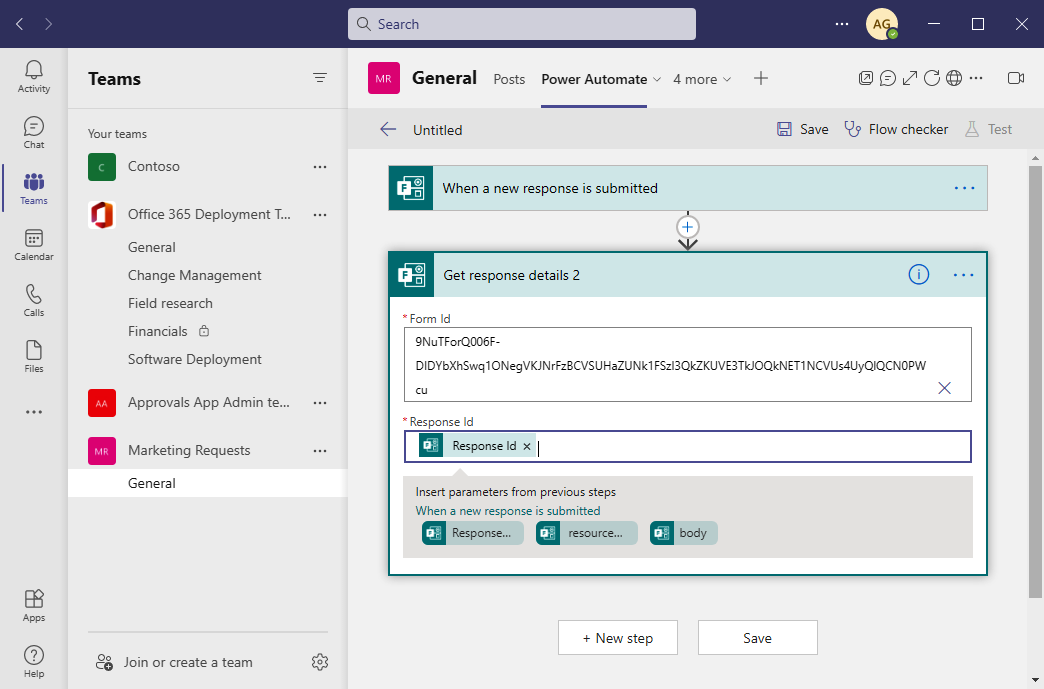 Search
AG
Activity
Chat
Teams
Calendar
Calls
Files
Apps
Help
Teams
Your teams
C
Contoso
Office 365 Deployment T...
General
Change Management
Field research
Financials
Software Deployment
AA
Approvals App Admin te...
MR
Marketing Requests
General
Join or create a team
MR
General
Posts
Power Automate
4 more
Untitled
Save
Flow checker
Test
When a new response is submitted
Get response details 2
*Form Id
9NuTForQ006F-
DIDYbXhSwq1ONegVKJNrFzBCVSUHaZUNk1FSzI3QkZKUVE3TkJOQkNET1NCVUs4UyQlQCN0PW
cu
*Response Id
Response Id
Insert parameters from previous steps
When a new response is submitted
Response...
resource...
body
+ New step
Save